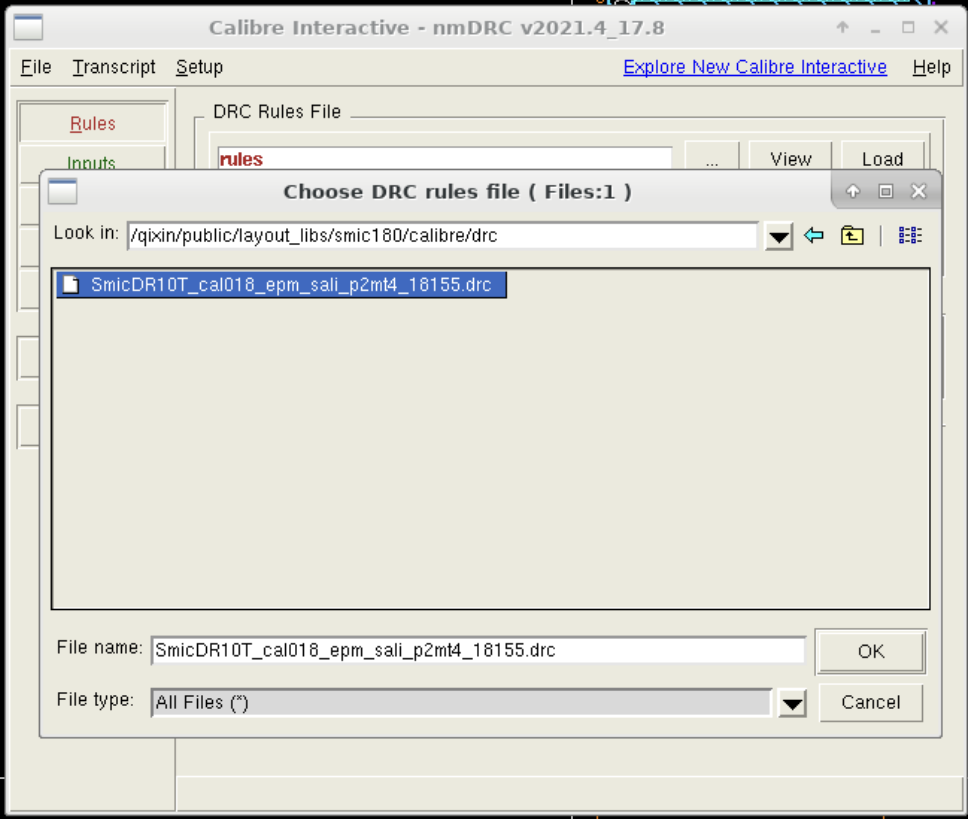 Calibre Interactive - nmDRC v2021.4_17.8
File Transcript Setup Explore New Calibre Interactive Help
Rules
DRC Rules File
Inputs
rules ... View Load
Choose DRC rules file ( Files:1 )
Look in: /qixin/public/layout_libs/smic180/calibre/drc
SmicDR10T_cal018_epm_sali_p2mt4_18155.drc
File name: SmicDR10T_cal018_epm_sali_p2mt4_18155.drc OK
File type: All Files (*) Cancel